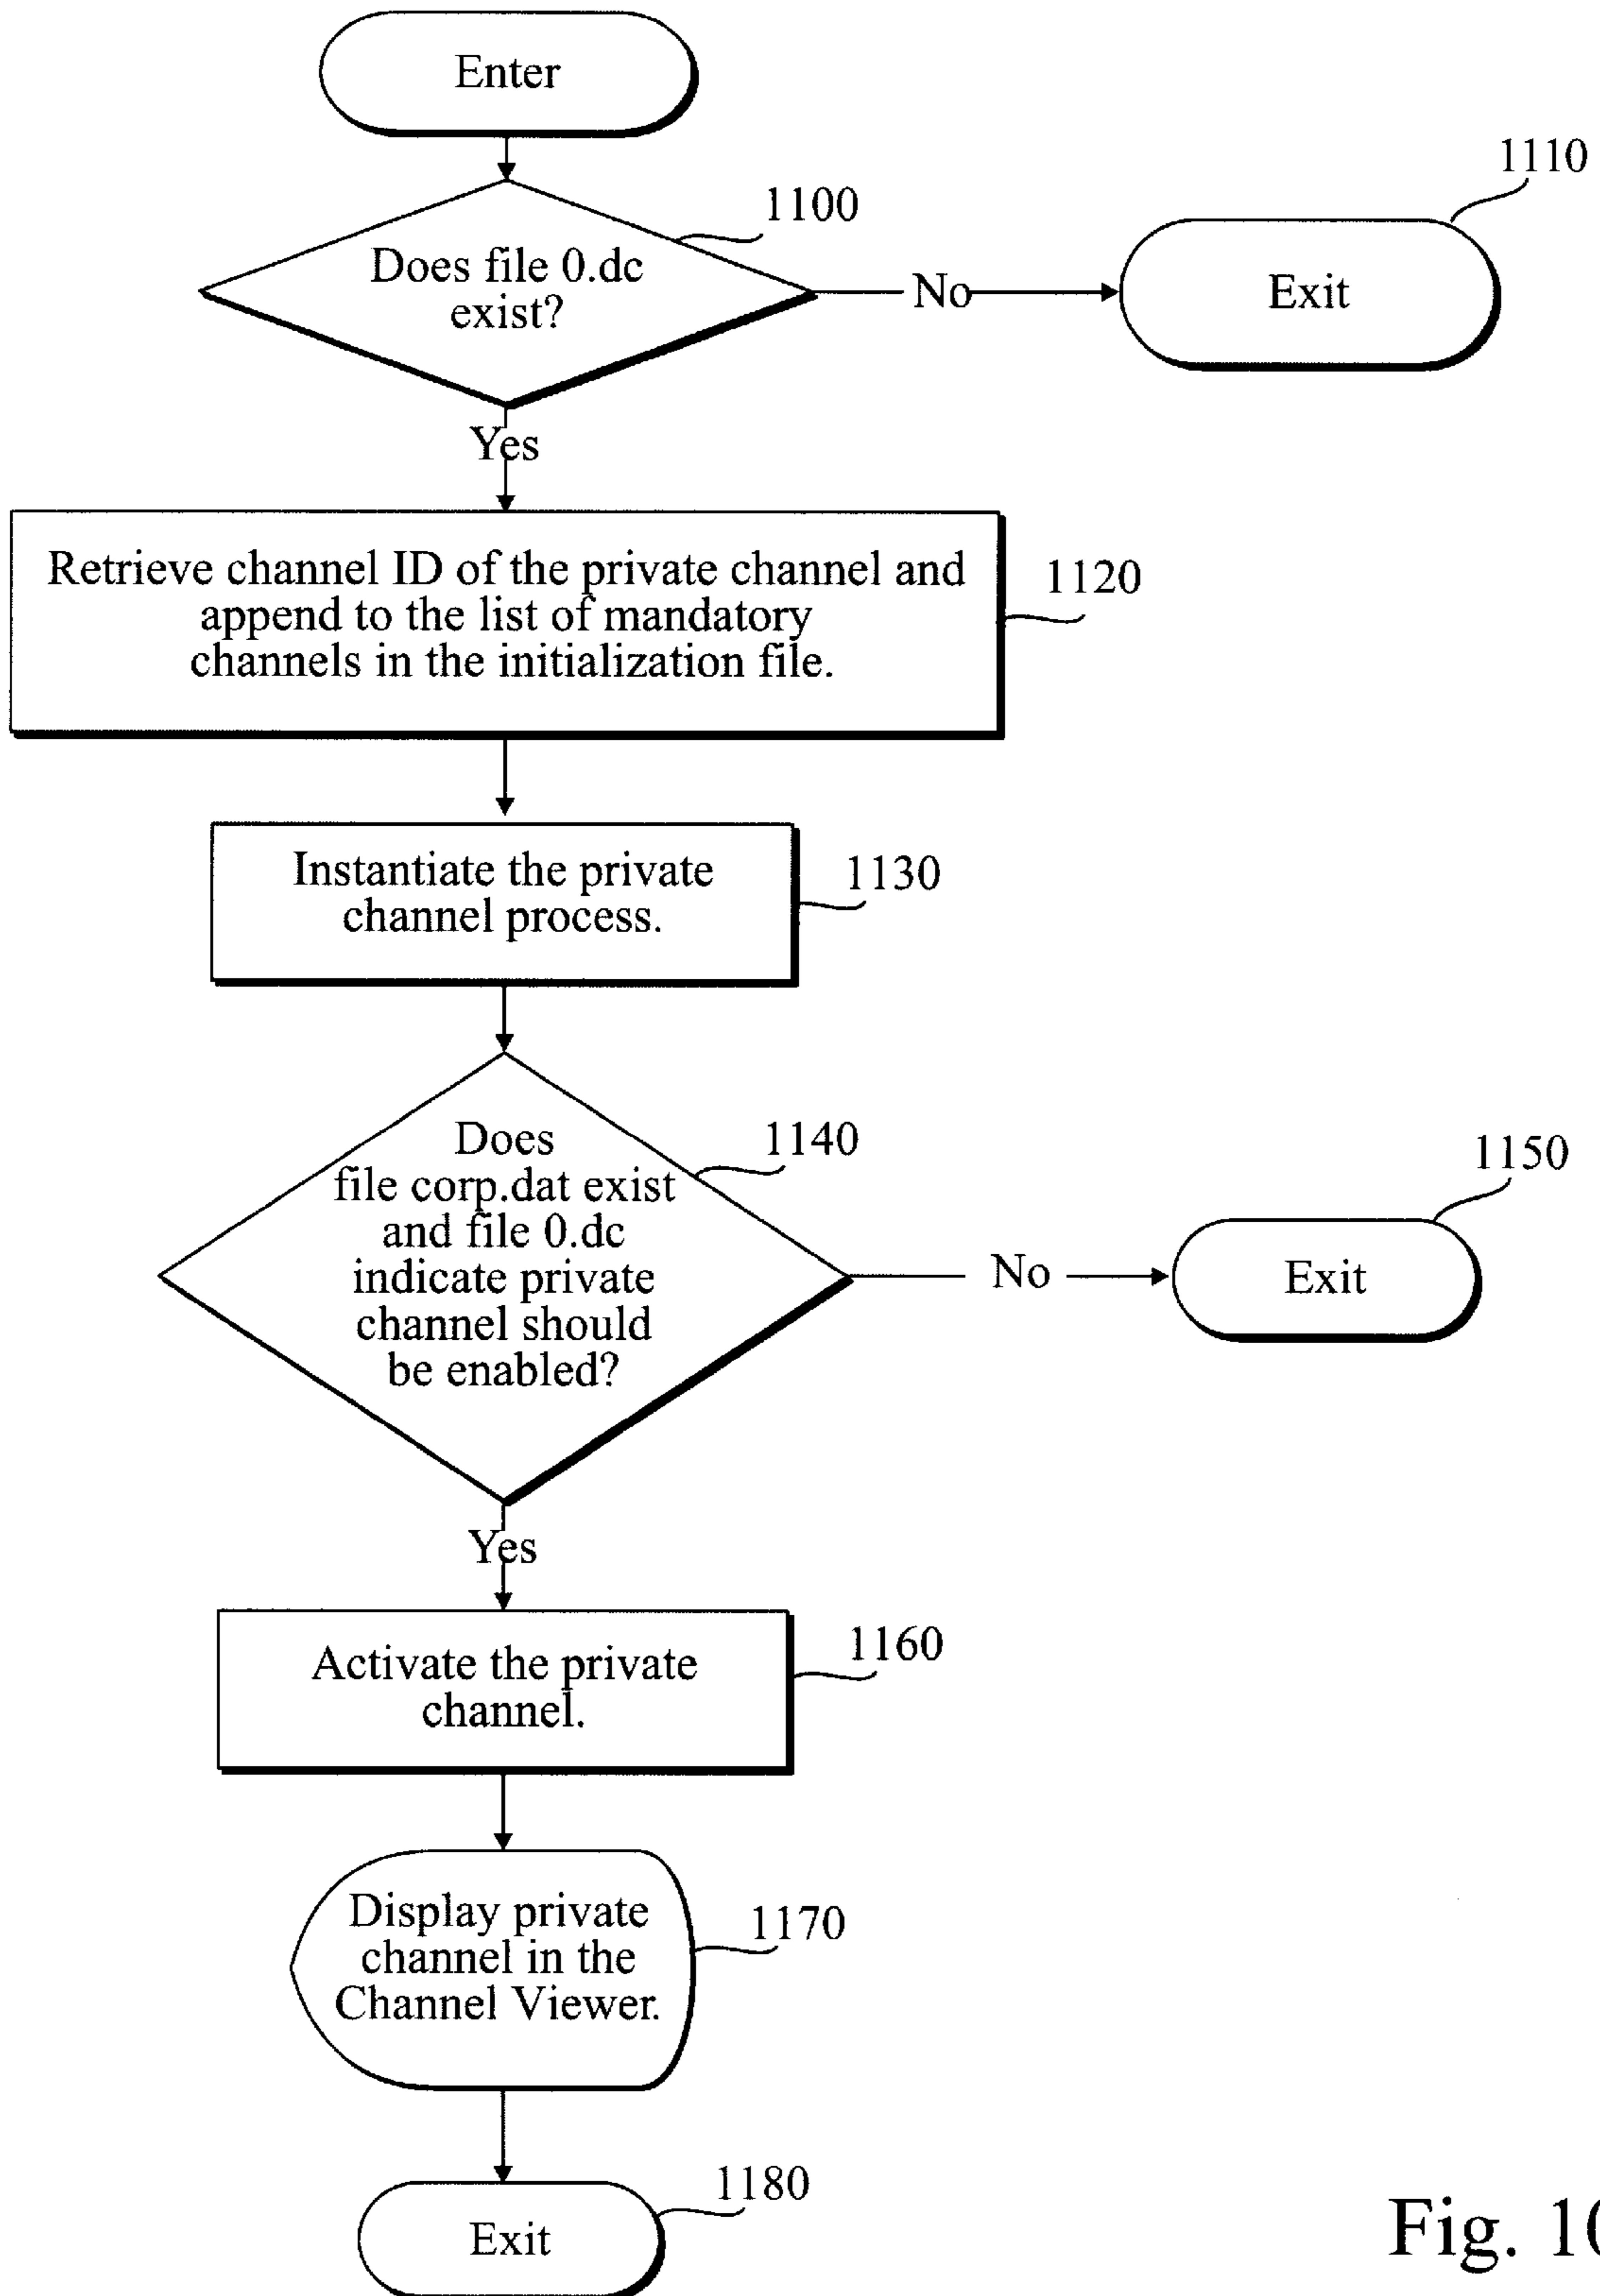 Enter
1100
1110
Does file 0.dc
exist?
No
Exit
Yes
Retrieve channel ID of the private channel and
append to the list of mandatory
channels in the initialization file.
1120
Instantiate the private
channel process.
1130
Does
file corp.dat exist
and file 0.dc
indicate private
channel should
be enabled?
1140
1150
No
Exit
Yes
Activate the private
channel.
1160
Display private
channel in the
Channel Viewer.
1170
1180
Exit
Fig. 10